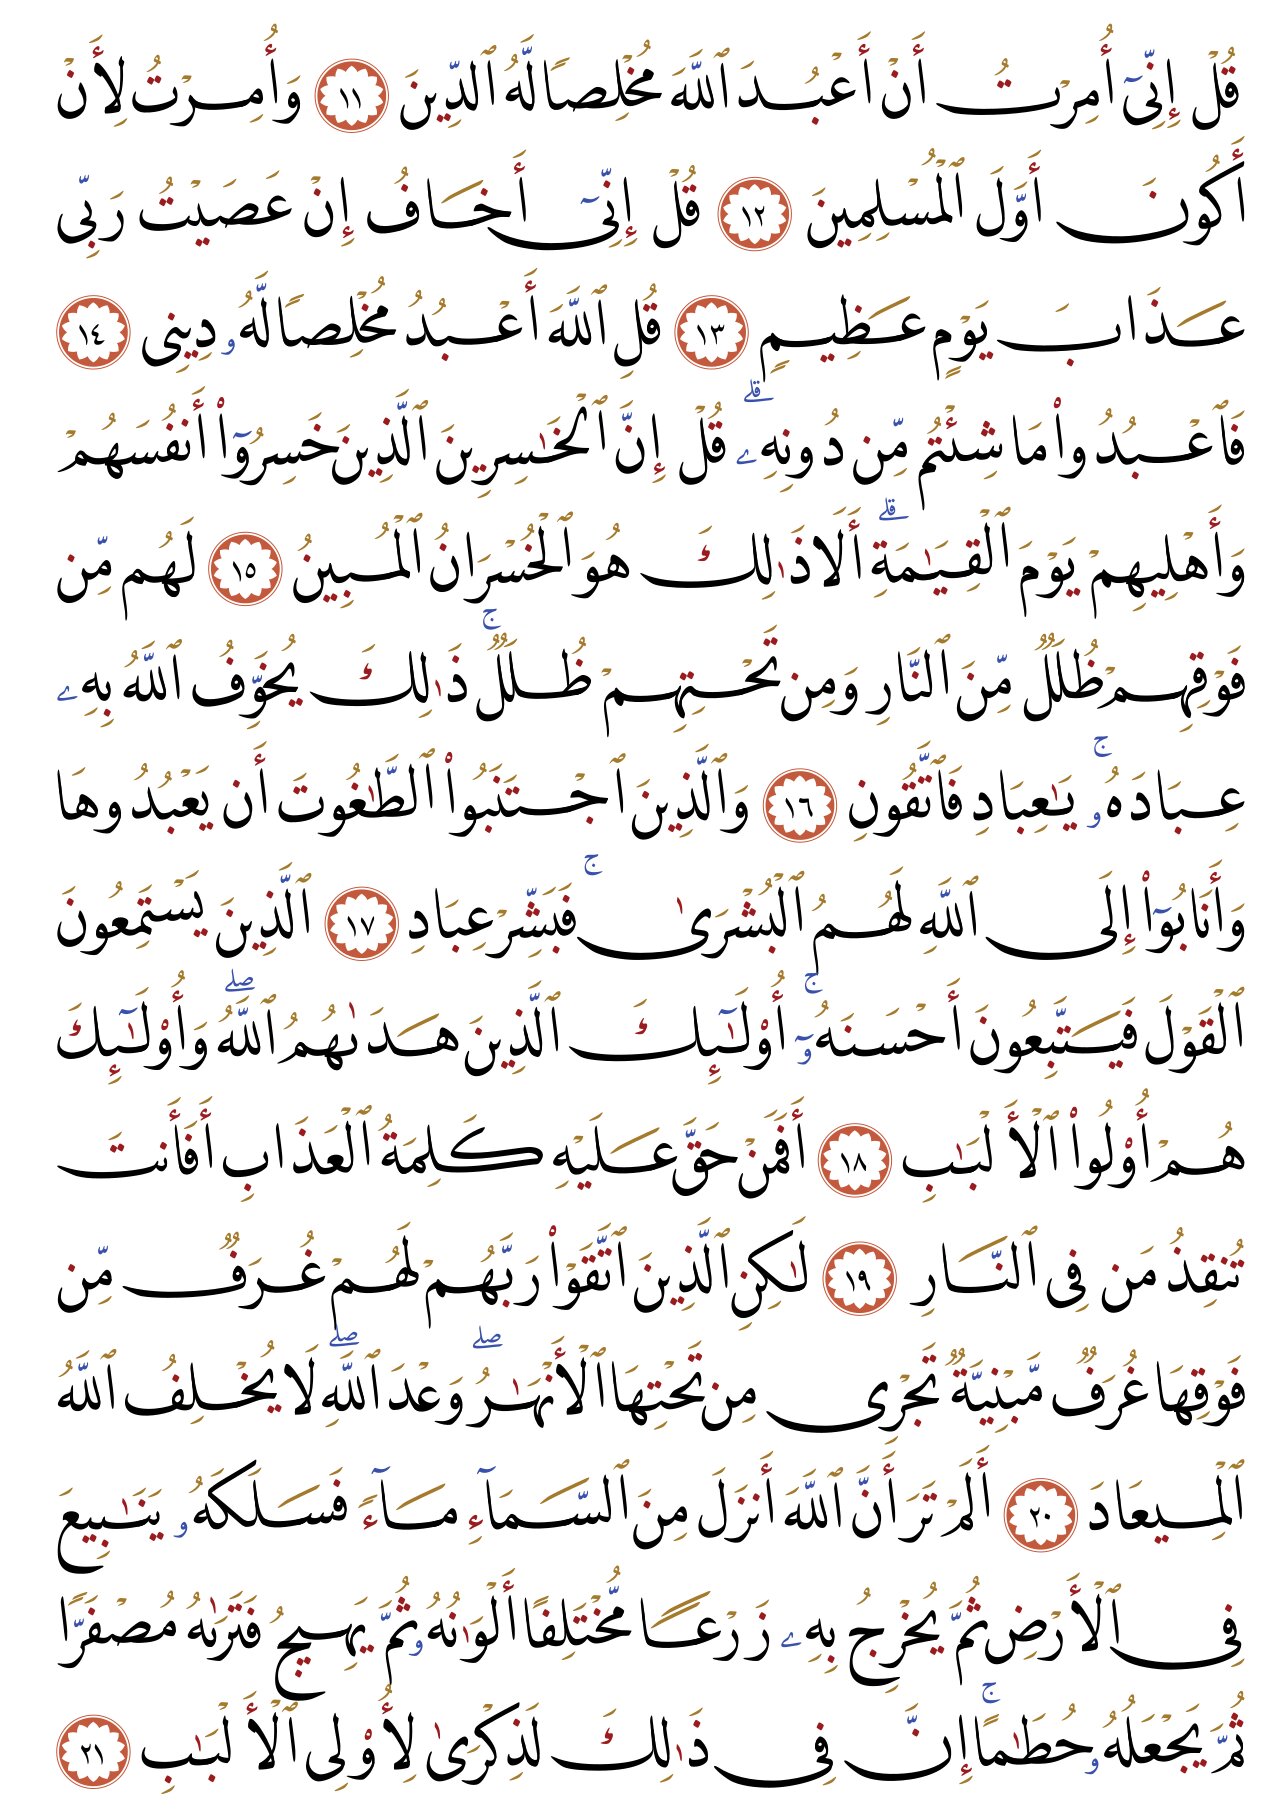 قُلْ إِنِّىٓ أُمِرْتُ أَنْ أَعْبُدَ ٱللَّهَ مُخْلِصًا لَّهُ ٱلدِّينَ ١١ وَأُمِرْتُ لِأَنْ
أَكُونَ أَوَّلَ ٱلْمُسْلِمِينَ ١٢ قُلْ إِنِّىٓ أَخَافُ إِنْ عَصَيْتُ رَبِّى
عَذَابَ يَوْمٍ عَظِيمٍ ١٣ قُلِ ٱللَّهَ أَعْبُدُ مُخْلِصًا لَّهُۥ دِينِى ١٤
فَٱعْبُدُوا۟ مَا شِئْتُم مِّن دُونِهِۦ ۗ قُلْ إِنَّ ٱلْخَـٰسِرِينَ ٱلَّذِينَ خَسِرُوٓا۟ أَنفُسَهُمْ
وَأَهْلِيهِمْ يَوْمَ ٱلْقِيَـٰمَةِ ۗ أَلَا ذَٰلِكَ هُوَ ٱلْخُسْرَانُ ٱلْمُبِينُ ١٥ لَهُم مِّن
فَوْقِهِمْ ظُلَلٌ مِّنَ ٱلنَّارِ وَمِن تَحْتِهِمْ ظُلَلٌ ۚ ذَٰلِكَ يُخَوِّفُ ٱللَّهُ بِهِۦ
عِبَادَهُۥ ۚ يَـٰعِبَادِ فَٱتَّقُونِ ١٦ وَٱلَّذِينَ ٱجْتَنَبُوا۟ ٱلطَّـٰغُوتَ أَن يَعْبُدُوهَا
وَأَنَابُوٓا۟ إِلَى ٱللَّهِ لَهُمُ ٱلْبُشْرَىٰ ۚ فَبَشِّرْ عِبَادِ ١٧ ٱلَّذِينَ يَسْتَمِعُونَ
ٱلْقَوْلَ فَيَتَّبِعُونَ أَحْسَنَهُۥٓ ۚ أُو۟لَـٰٓئِكَ ٱلَّذِينَ هَدَىٰهُمُ ٱللَّهُ ۖ وَأُو۟لَـٰٓئِكَ
هُمْ أُو۟لُوا۟ ٱلْأَلْبَـٰبِ ١٨ أَفَمَنْ حَقَّ عَلَيْهِ كَلِمَةُ ٱلْعَذَابِ أَفَأَنتَ
تُنقِذُ مَن فِى ٱلنَّارِ ١٩ لَـٰكِنِ ٱلَّذِينَ ٱتَّقَوْا۟ رَبَّهُمْ لَهُمْ غُرَفٌ مِّن
فَوْقِهَا غُرَفٌ مَّبْنِيَّةٌ تَجْرِى مِن تَحْتِهَا ٱلْأَنْهَـٰرُ ۖ وَعْدَ ٱللَّهِ ۖ لَا يُخْلِفُ ٱللَّهُ
ٱلْمِيعَادَ ٢٠ أَلَمْ تَرَ أَنَّ ٱللَّهَ أَنزَلَ مِنَ ٱلسَّمَآءِ مَآءً فَسَلَكَهُۥ يَنَـٰبِيعَ
فِى ٱلْأَرْضِ ثُمَّ يُخْرِجُ بِهِۦ زَرْعًا مُّخْتَلِفًا أَلْوَٰنُهُۥ ثُمَّ يَهِيجُ فَتَرَىٰهُ مُصْفَرًّا
ثُمَّ يَجْعَلُهُۥ حُطَـٰمًا ۚ إِنَّ فِى ذَٰلِكَ لَذِكْرَىٰ لِأُو۟لِى ٱلْأَلْبَـٰبِ ٢١